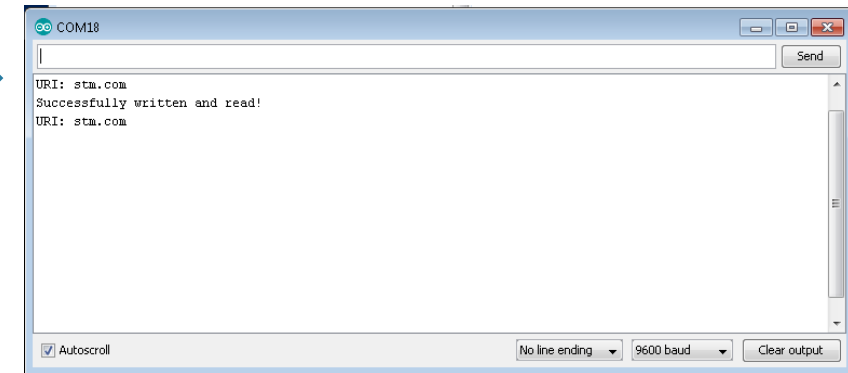 COM18
Send
URI: stm.com
Successfully written and read!
URI: stm.com
Autoscroll No line ending 9600 baud Clear output